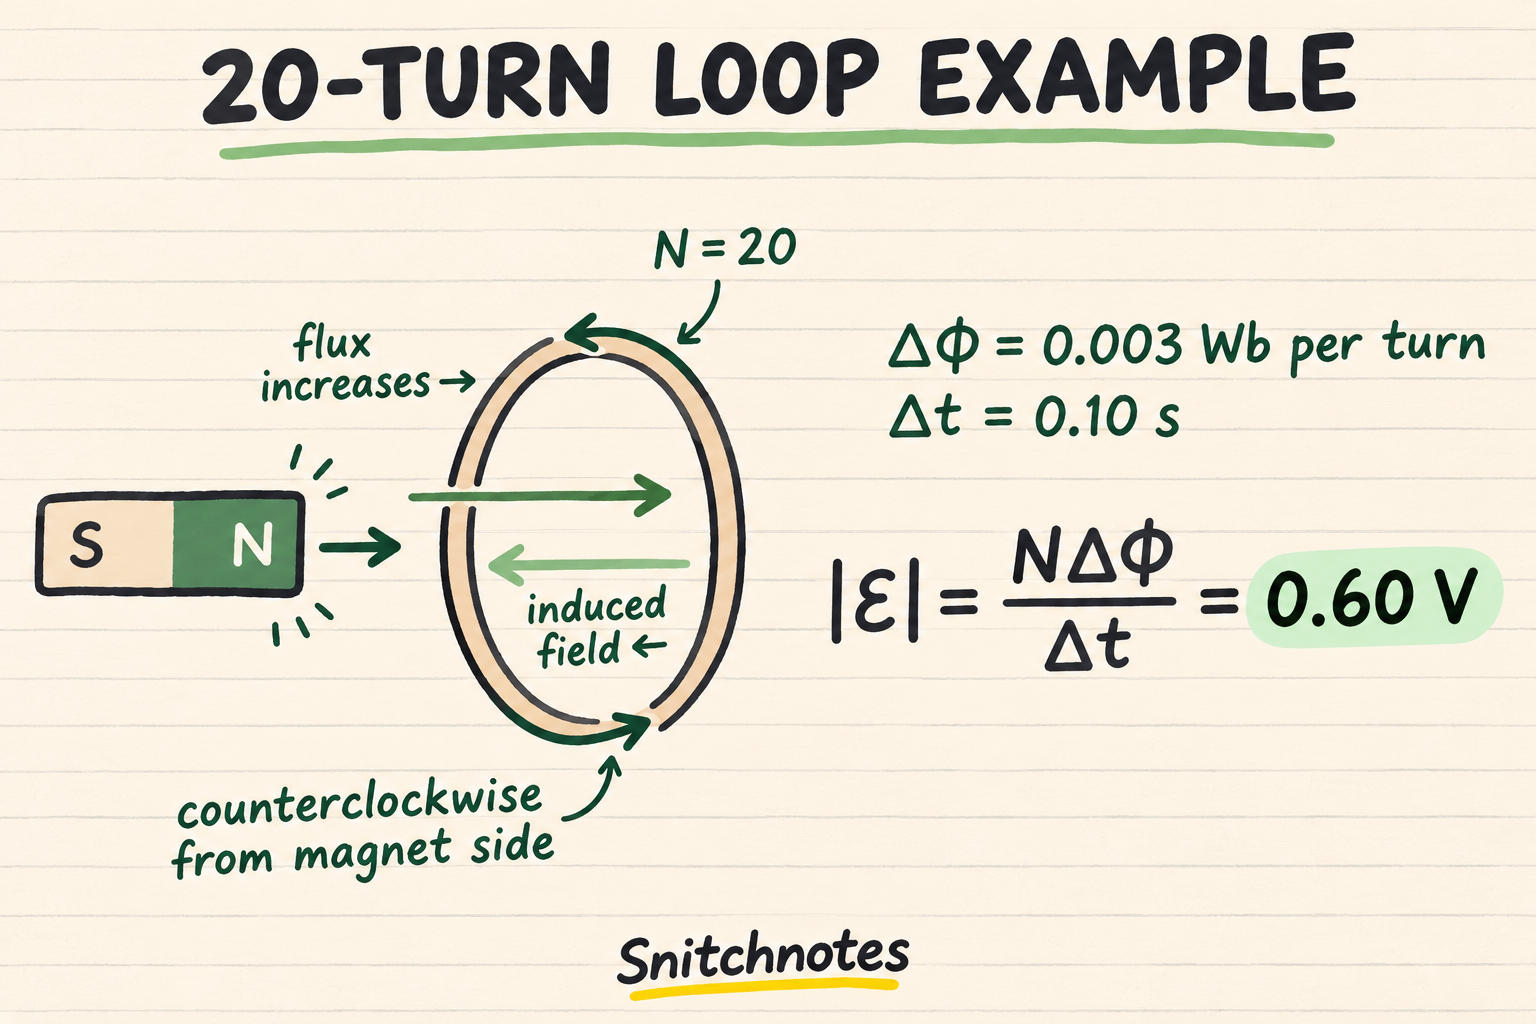 20-TURN LOOP EXAMPLE
N = 20
flux
increases →
ΔΦ = 0.003 Wb per turn
Δt = 0.10 s
S N
induced
field ←
|ℰ| = NΔΦ / Δt = 0.60 V
counterclockwise
from magnet side
Snitchnotes